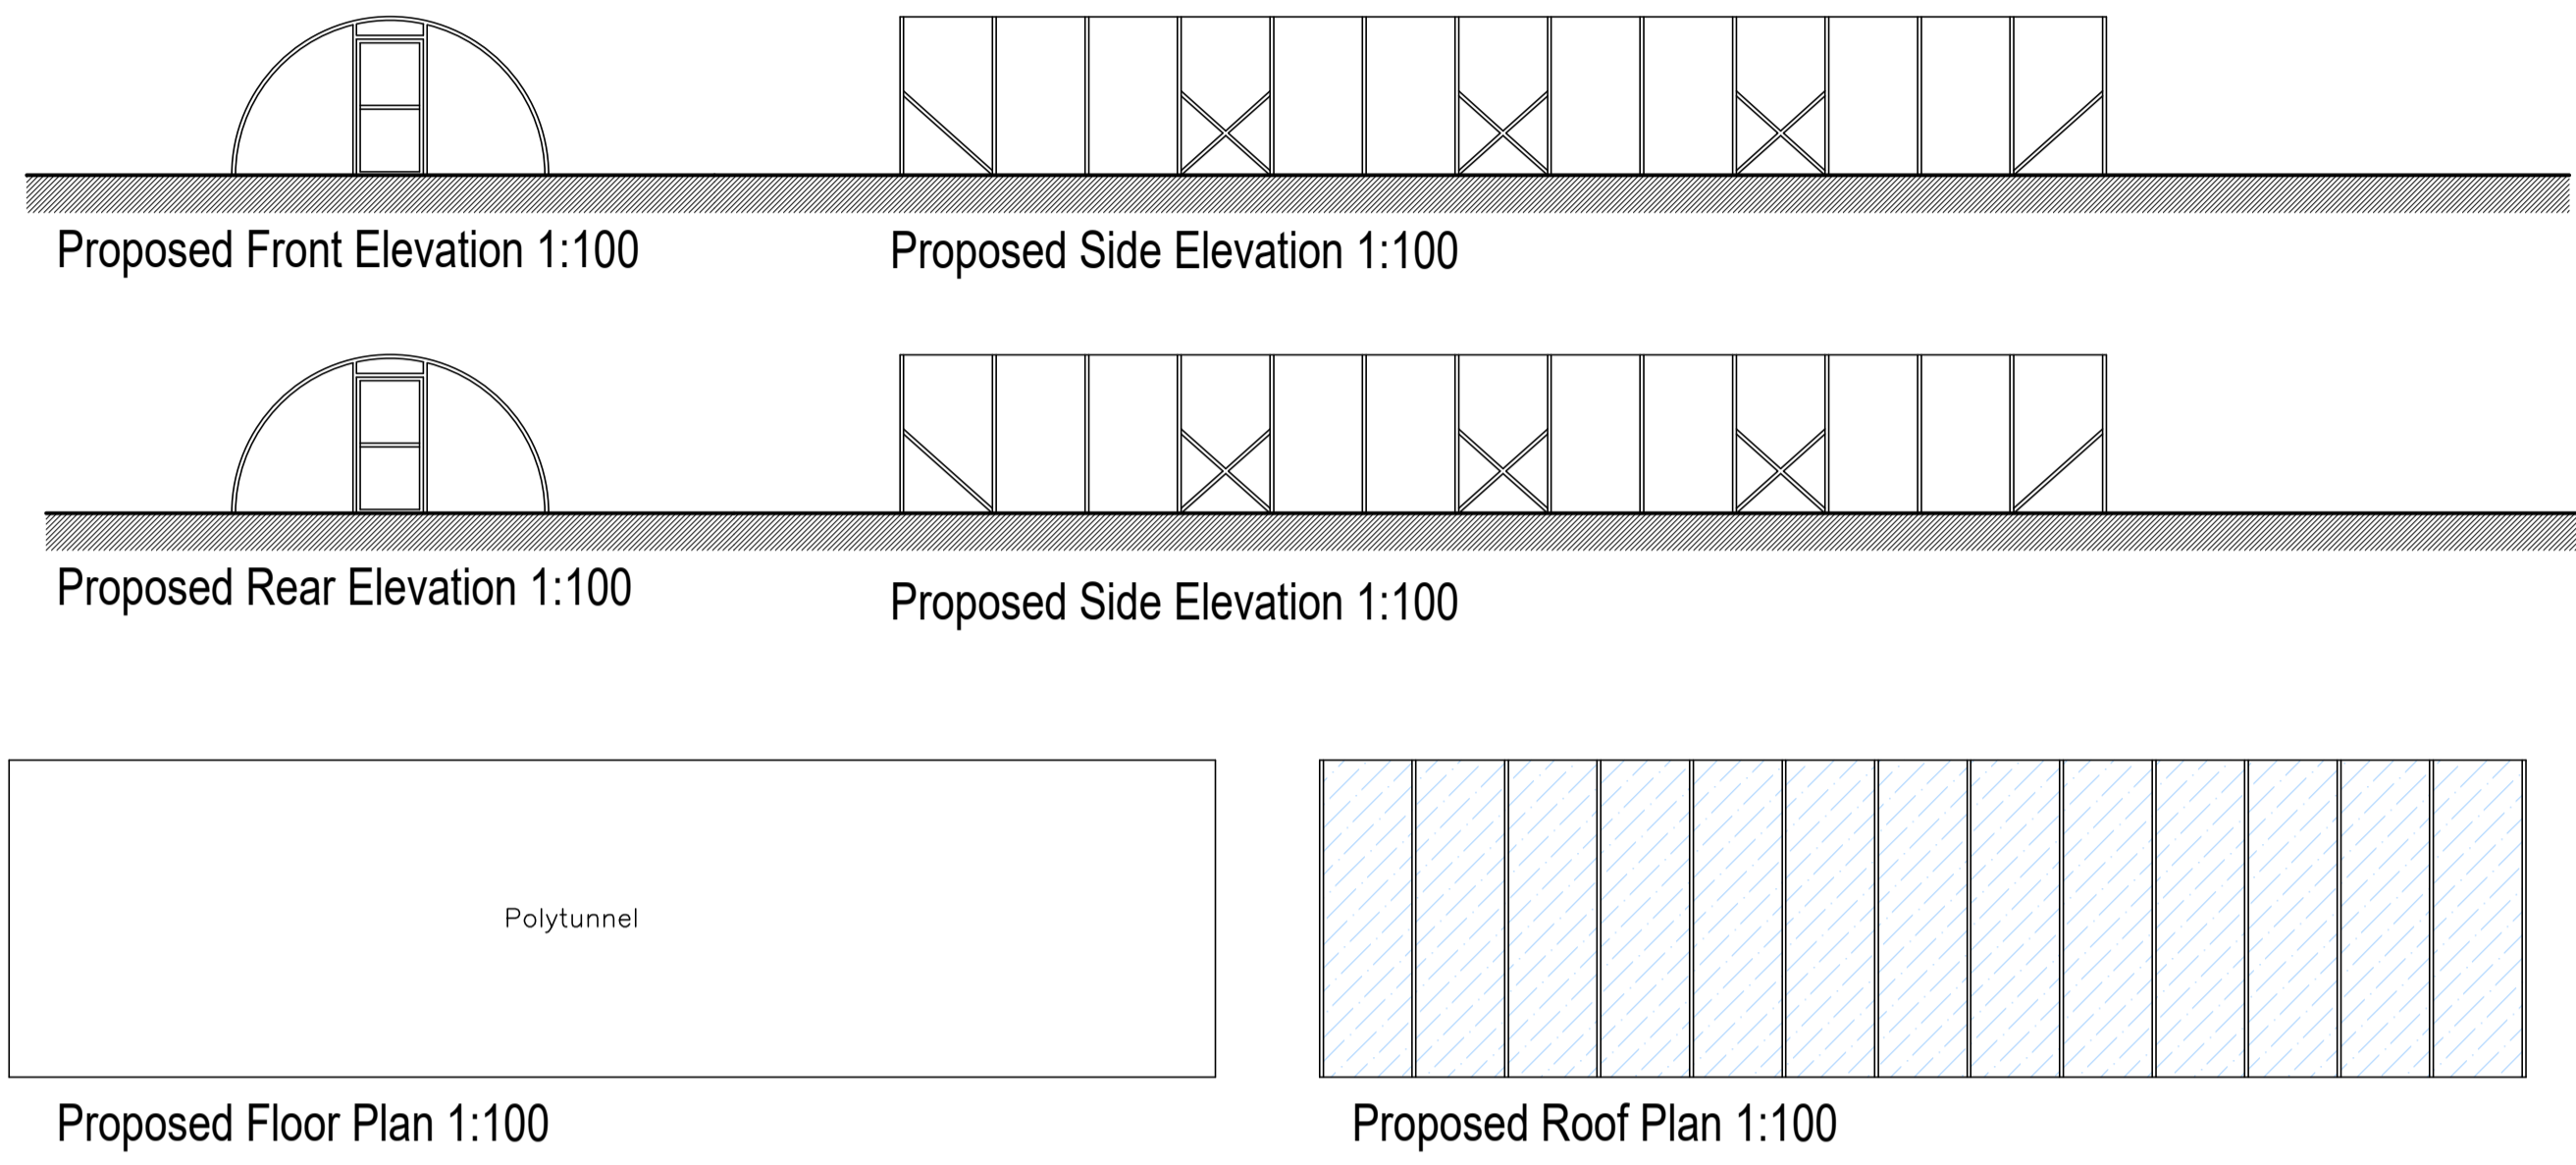 Proposed Front Elevation 1:100
Proposed Side Elevation 1:100
Proposed Rear Elevation 1:100
Proposed Side Elevation 1:100
Polytunnel
Proposed Floor Plan 1:100
Proposed Roof Plan 1:100